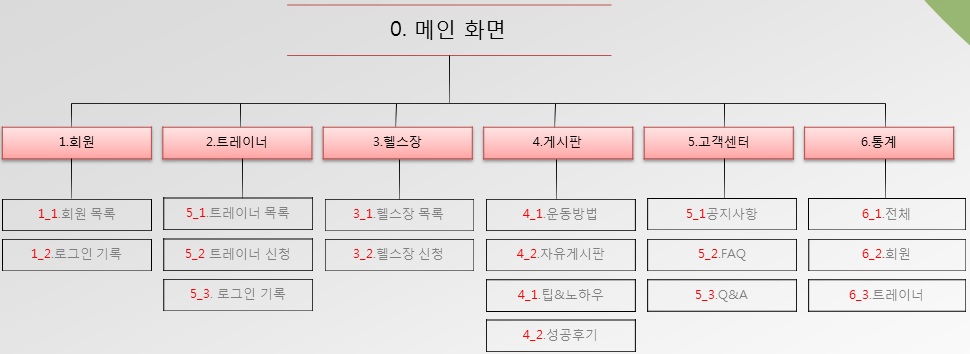 0. 메인 화면
1.회원
2.트레이너
3.헬스장
4.게시판
5.고객센터
6.통계
1_1.회원 목록
5_1.트레이너 목록
3_1.헬스장 목록
4_1.운동방법
5_1공지사항
6_1.전체
1_2.로그인 기록
5_2 트레이너 신청
3_2.헬스장 신청
4_2.자유게시판
5_2.FAQ
6_2.회원
5_3. 로그인 기록
4_1.팁&노하우
5_3.Q&A
6_3.트레이너
4_2.성공후기